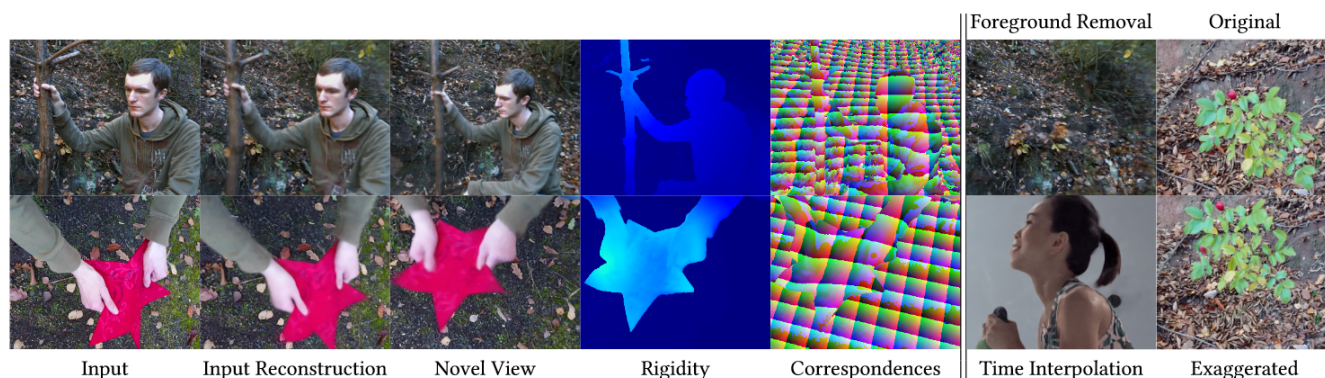 Foreground Removal
Original
Input
Input Reconstruction
Novel View
Rigidity
Correspondences
Time Interpolation
Exaggerated